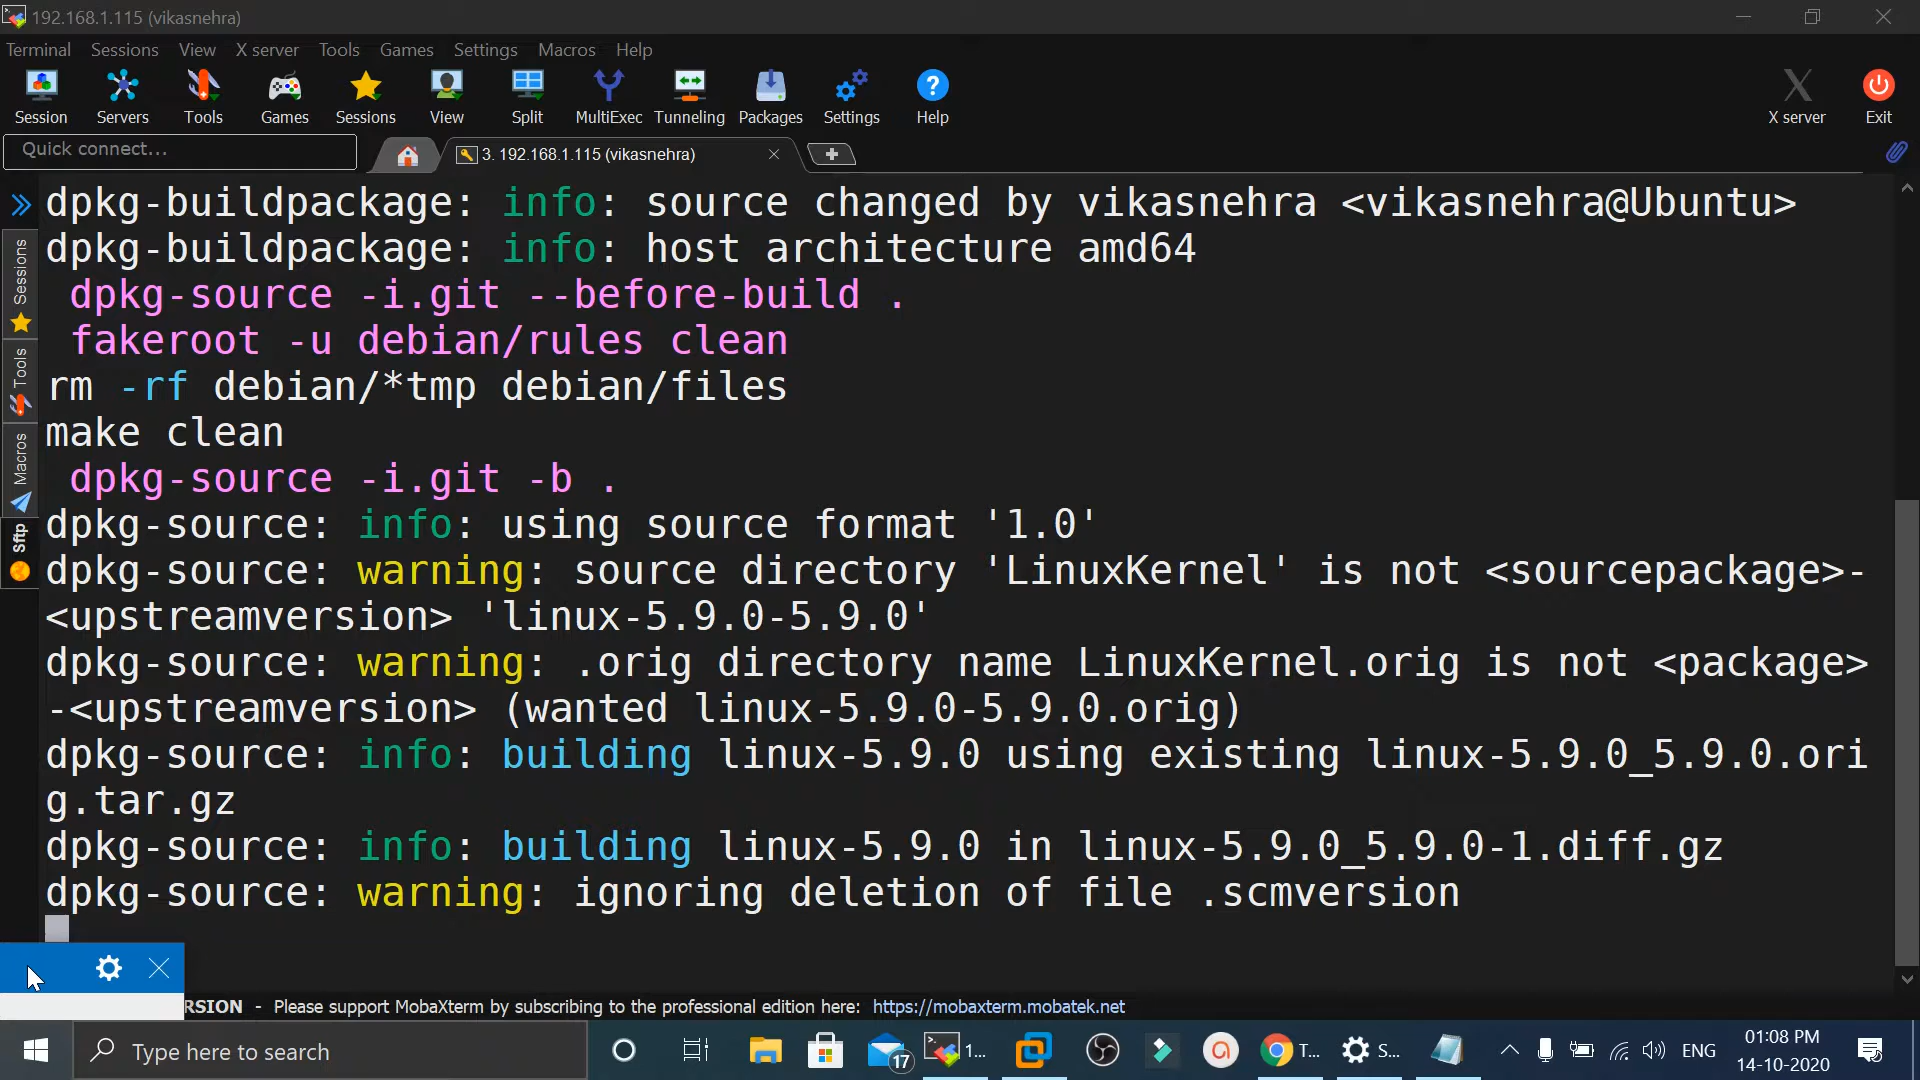 192.168.1.115 (vikasnehra)
Terminal Sessions View X server Tools Games Settings Macros Help
Session Servers Tools Games Sessions View Split MultiExec Tunneling Packages Settings Help X server Exit
Quick connect...
3. 192.168.1.115 (vikasnehra)
Sessions
Tools
Macros
Sftp
dpkg-buildpackage: info: source changed by vikasnehra <vikasnehra@Ubuntu>
dpkg-buildpackage: info: host architecture amd64
dpkg-source -i.git --before-build .
fakeroot -u debian/rules clean
rm -rf debian/*tmp debian/files
make clean
dpkg-source -i.git -b .
dpkg-source: info: using source format '1.0'
dpkg-source: warning: source directory 'LinuxKernel' is not <sourcepackage>-
<upstreamversion> 'linux-5.9.0-5.9.0'
dpkg-source: warning: .orig directory name LinuxKernel.orig is not <package>
-<upstreamversion> (wanted linux-5.9.0-5.9.0.orig)
dpkg-source: info: building linux-5.9.0 using existing linux-5.9.0_5.9.0.ori
g.tar.gz
dpkg-source: info: building linux-5.9.0 in linux-5.9.0_5.9.0-1.diff.gz
dpkg-source: warning: ignoring deletion of file .scmversion
RSION - Please support MobaXterm by subscribing to the professional edition here: https://mobaxterm.mobatek.net
Type here to search
17
1...
T...
S...
ENG
01:08 PM
14-10-2020